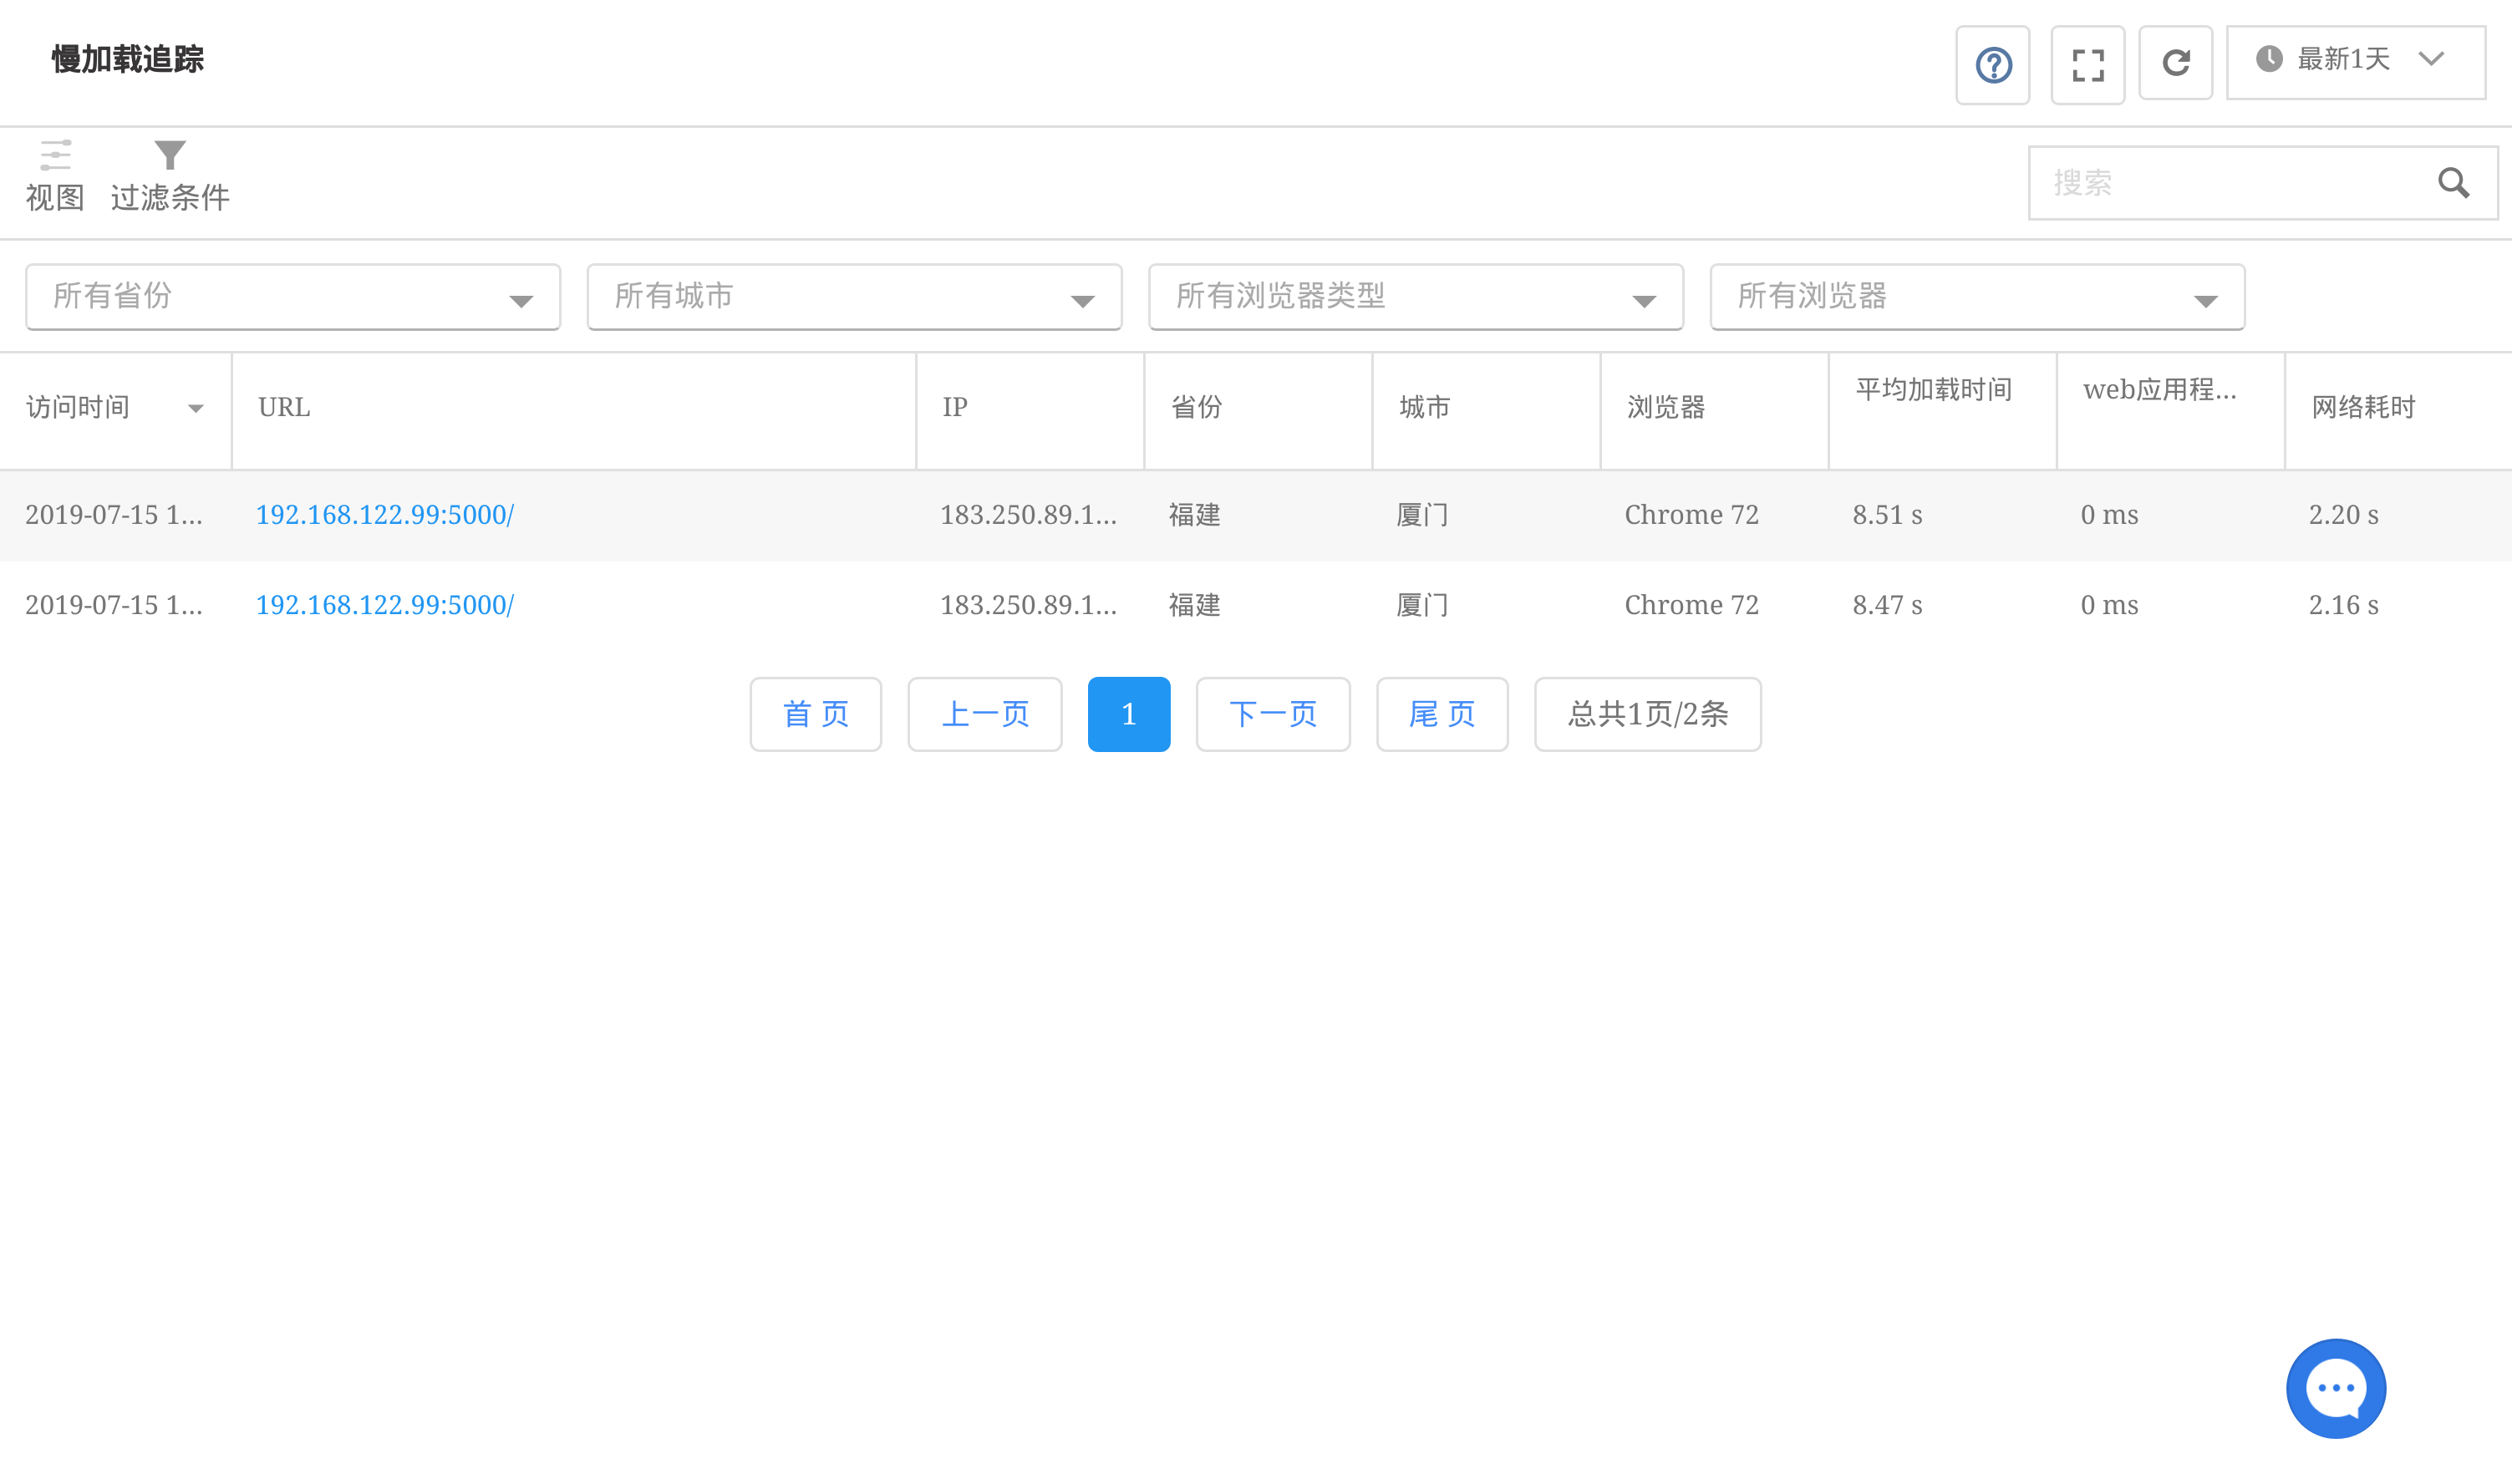 慢加载追踪
最新1天
视图 过滤条件
搜索
所有省份 所有城市 所有浏览器类型 所有浏览器
访问时间 URL IP 省份 城市 浏览器 平均加载时间 web应用程... 网络耗时
2019-07-15 1... 192.168.122.99:5000/ 183.250.89.1... 福建 厦门 Chrome 72 8.51 s 0 ms 2.20 s
2019-07-15 1... 192.168.122.99:5000/ 183.250.89.1... 福建 厦门 Chrome 72 8.47 s 0 ms 2.16 s
首 页 上一页 1 下一页 尾 页 总共1页/2条